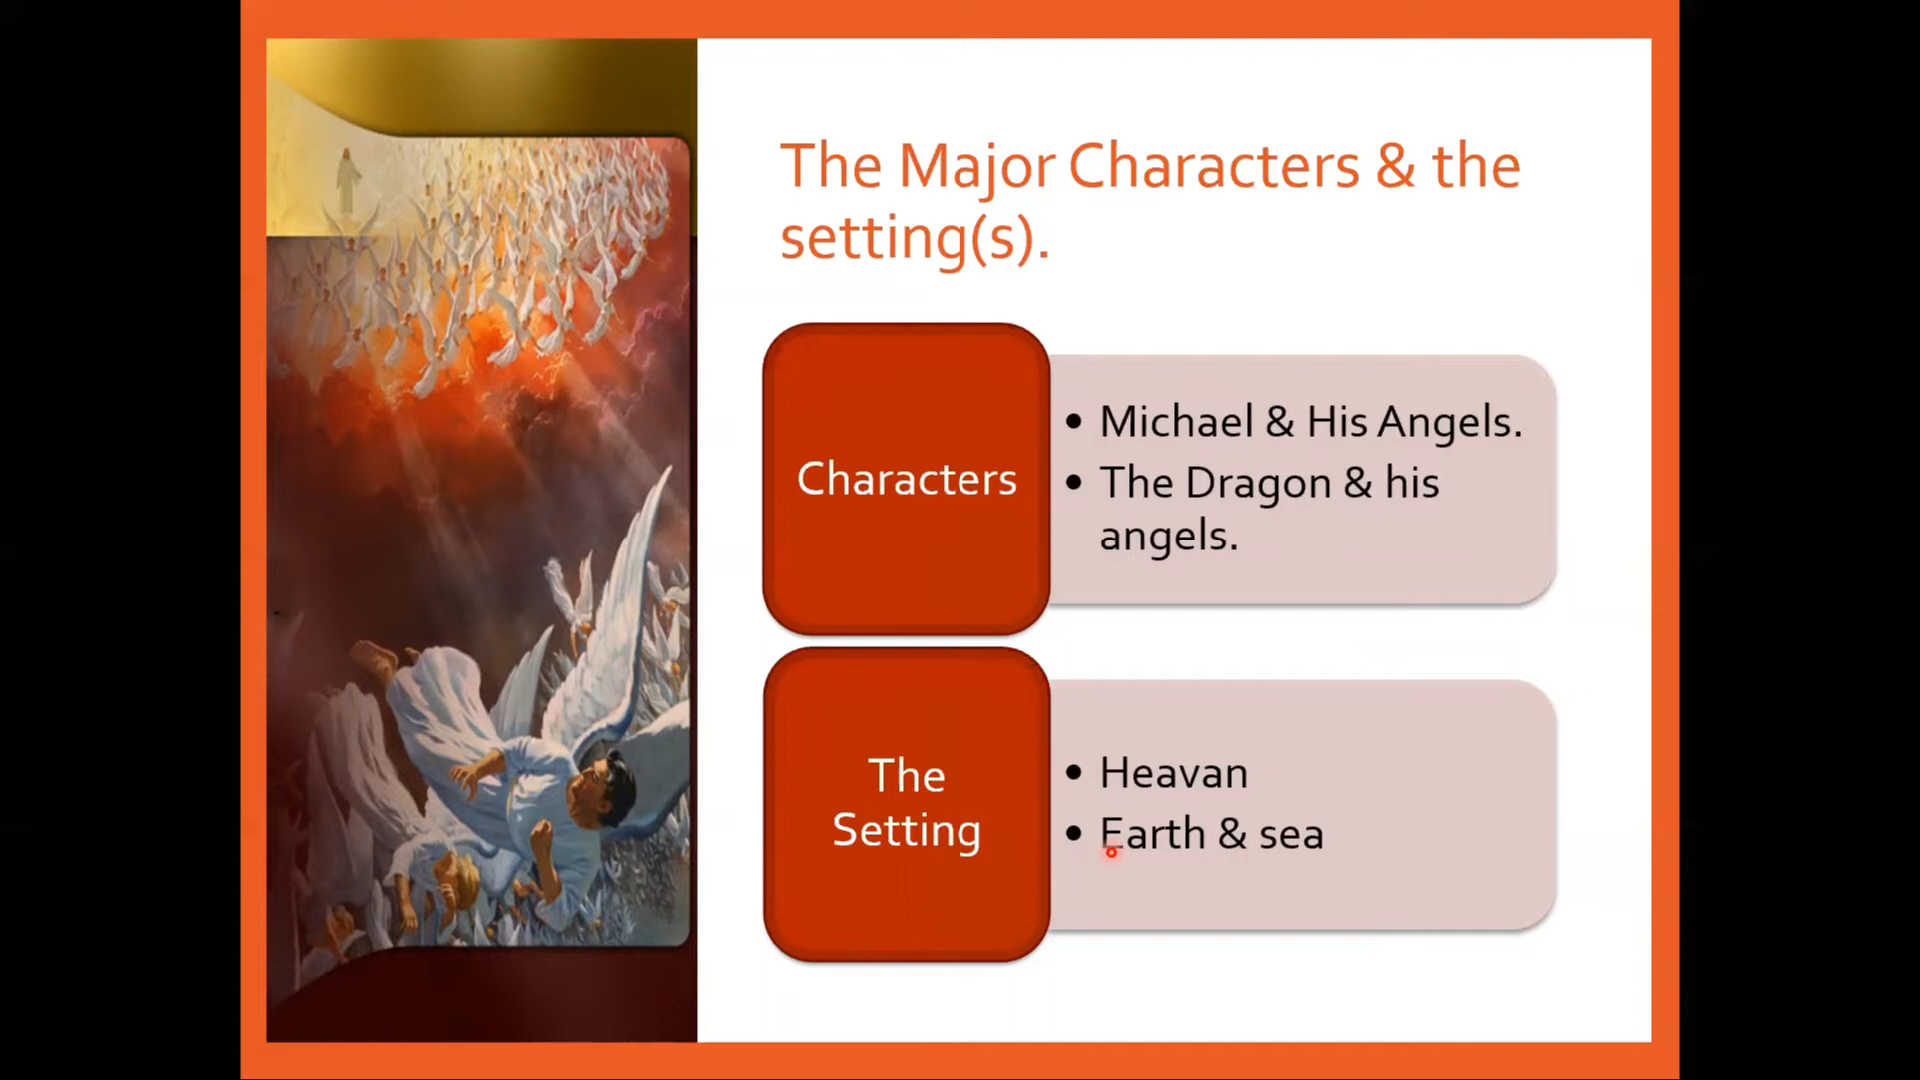 The Major Characters & the
setting(s).
Characters
• Michael & His Angels.
• The Dragon & his
angels.
The
Setting
• Heavan
• Earth & sea